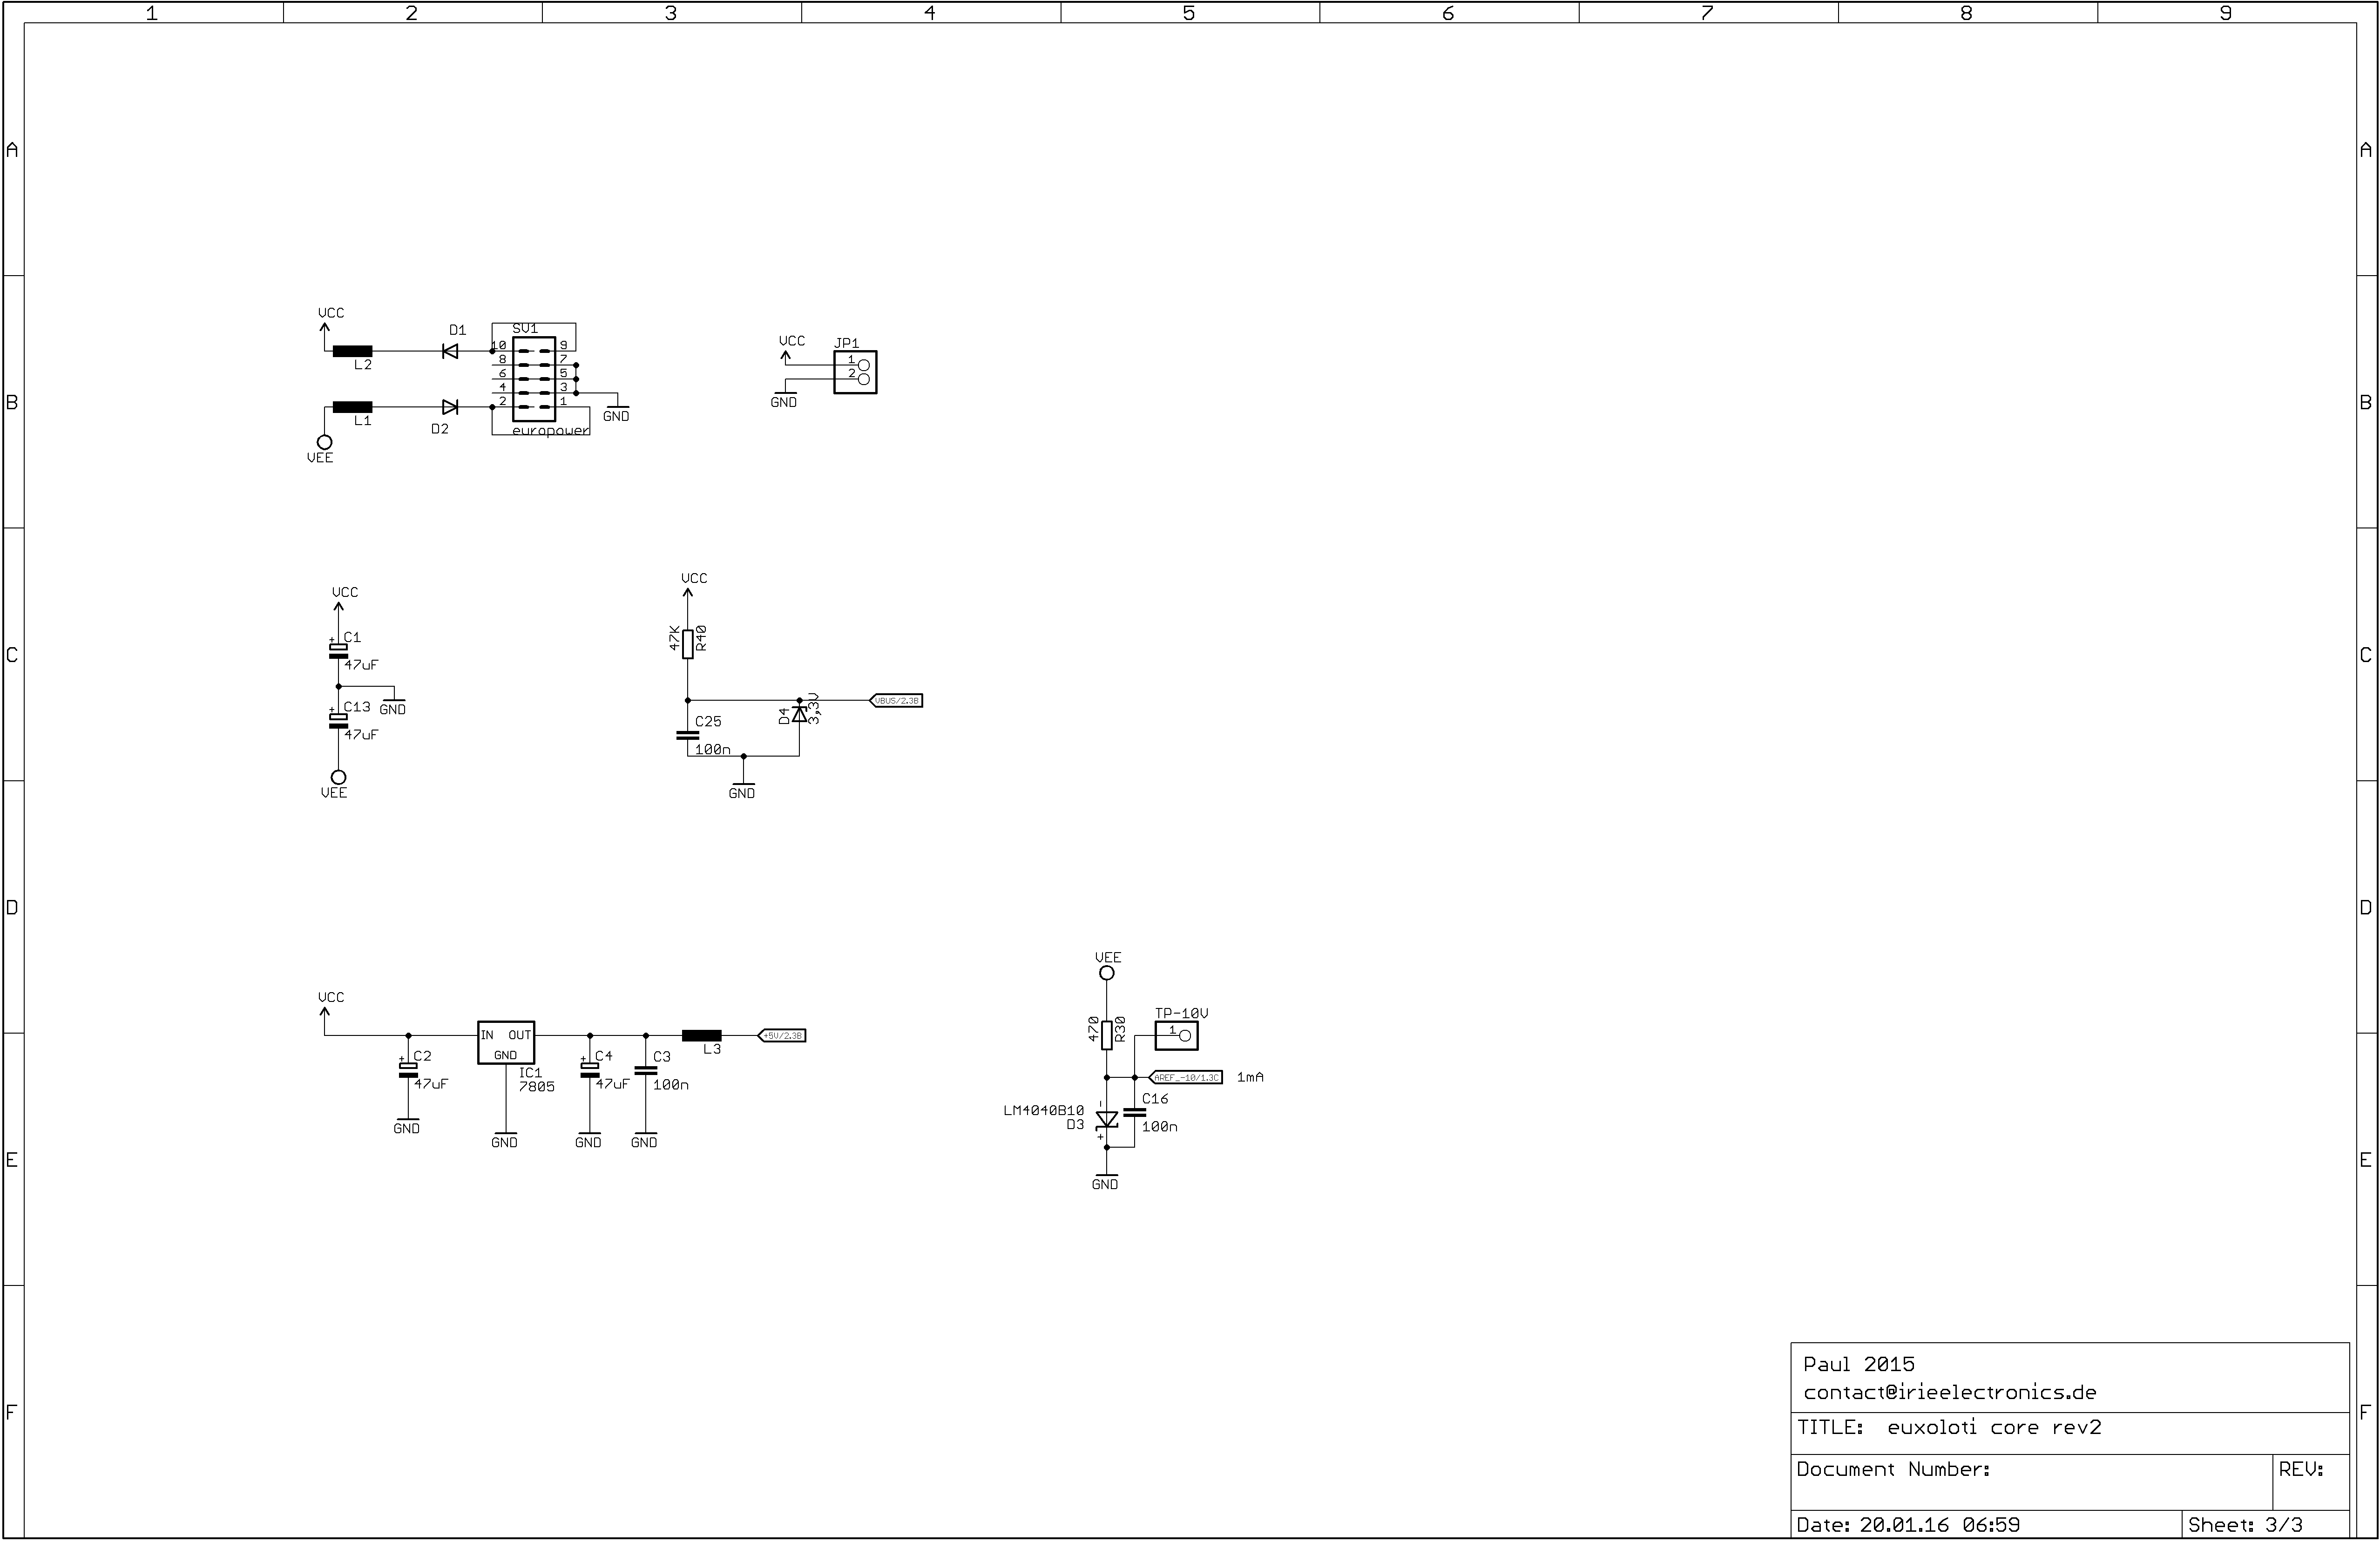 1 2 3 4 5 6 7 8 9
A A
B B
C C
D D
E E
F F
VCC
L2
D1
SV1
10 9
8 7
6 5
4 3
2 1
europower
GND
L1
D2
VEE
VCC
JP1
1
2
GND
VCC
C1
47uF
GND
C13
47uF
VEE
VCC
47K
R40
C25
100n
D4
3,3V
VBUS/2.3B
GND
VCC
C2
47uF
GND
IN OUT
GND
IC1
7805
GND
C4
47uF
GND
C3
100n
GND
L3
+5V/2.3B
VEE
470
R30
TP-10V
1
AREF_-10/1.3C 1mA
LM4040B10
D3
-
+
C16
100n
GND
Paul 2015
contact@irieelectronics.de
TITLE: euxoloti core rev2
Document Number:
REV:
Date: 20.01.16 06:59
Sheet: 3/3